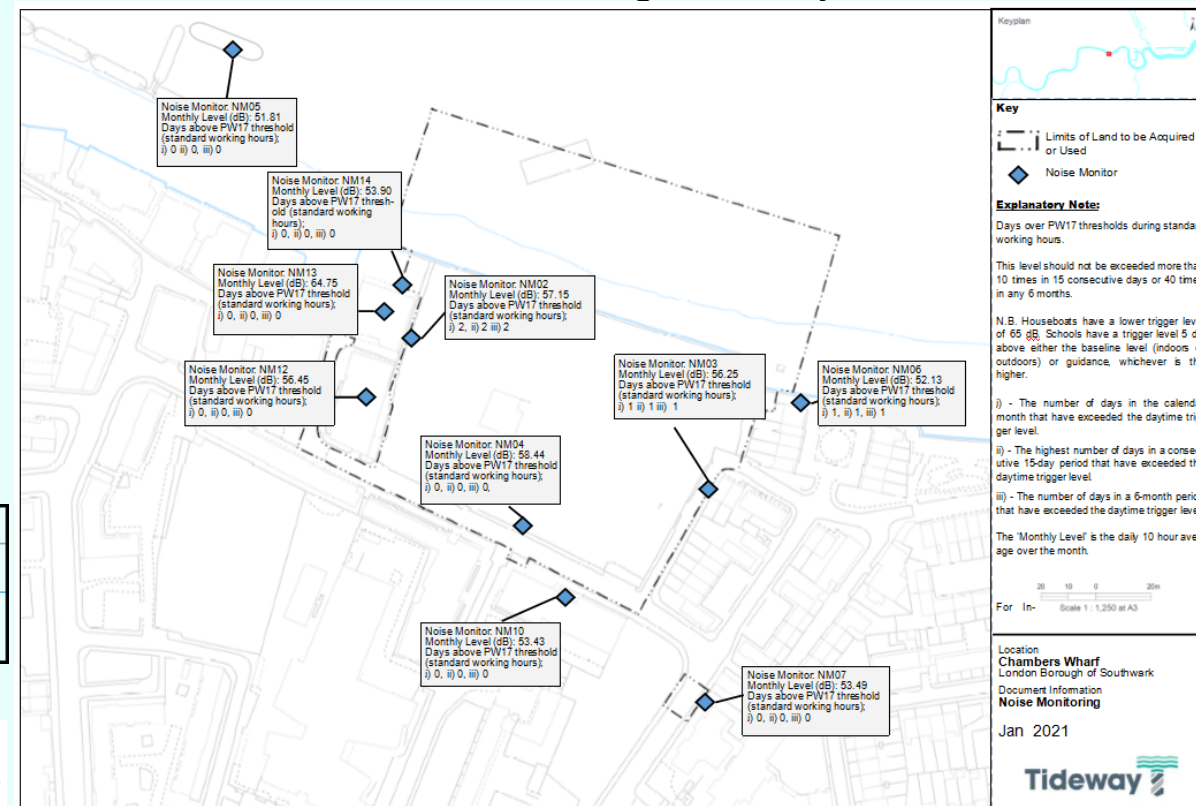 Noise Monitor: NM05
Monthly Level (dB): 51.81
Days above PW17 threshold
(standard working hours);
i) 0 ii) 0, iii) 0
Noise Monitor: NM14
Monthly Level (dB): 53.90
Days above PW17 thresh-
old (standard working
hours);
i) 0, ii) 0, iii) 0
Noise Monitor: NM13
Monthly Level (dB): 64.75
Days above PW17 threshold
(standard working hours);
i) 0, ii) 0, iii) 0
Noise Monitor: NM02
Monthly Level (dB): 57.15
Days above PW17 threshold
(standard working hours);
i) 2, ii) 2 iii) 2
Noise Monitor: NM12
Monthly Level (dB): 56.45
Days above PW17 threshold
(standard working hours);
i) 0, ii) 0, iii) 0
Noise Monitor: NM03
Monthly Level (dB): 56.25
Days above PW17 threshold
(standard working hours);
i) 1 ii) 1 iii) 1
Noise Monitor: NM06
Monthly Level (dB): 52.13
Days above PW17 threshold
(standard working hours);
i) 1, ii) 1, iii) 1
Noise Monitor: NM04
Monthly Level (dB): 58.44
Days above PW17 threshold
(standard working hours);
i) 0, ii) 0, iii) 0,
Noise Monitor: NM10
Monthly Level (dB): 53.43
Days above PW17 threshold
(standard working hours);
i) 0, ii) 0, iii) 0
Noise Monitor: NM07
Monthly Level (dB): 53.49
Days above PW17 threshold
(standard working hours);
i) 0, ii) 0, iii) 0
Keyplan
Key
Limits of Land to be Acquired
or Used
Noise Monitor
Explanatory Note:
Days over PW17 thresholds during standa
working hours.
This level should not be exceeded more tha
10 times in 15 consecutive days or 40 time
in any 6 months.
N.B. Houseboats have a lower trigger lev
of 65 dB. Schools have a trigger level 5 d
above either the baseline level (indoors
outdoors) or guidance, whichever is th
higher.
i) - The number of days in the calend
month that have exceeded the daytime trig
ger level.
ii) - The highest number of days in a consec
utive 15-day period that have exceeded th
daytime trigger level.
iii) - The number of days in a 6-month perio
that have exceeded the daytime trigger leve
The 'Monthly Level' is the daily 10 hour ave
age over the month.
20 10 0 20m
For In- Scale 1 : 1,250 at A3
Location
Chambers Wharf
London Borough of Southwark
Document Information
Noise Monitoring
Jan 2021
Tideway